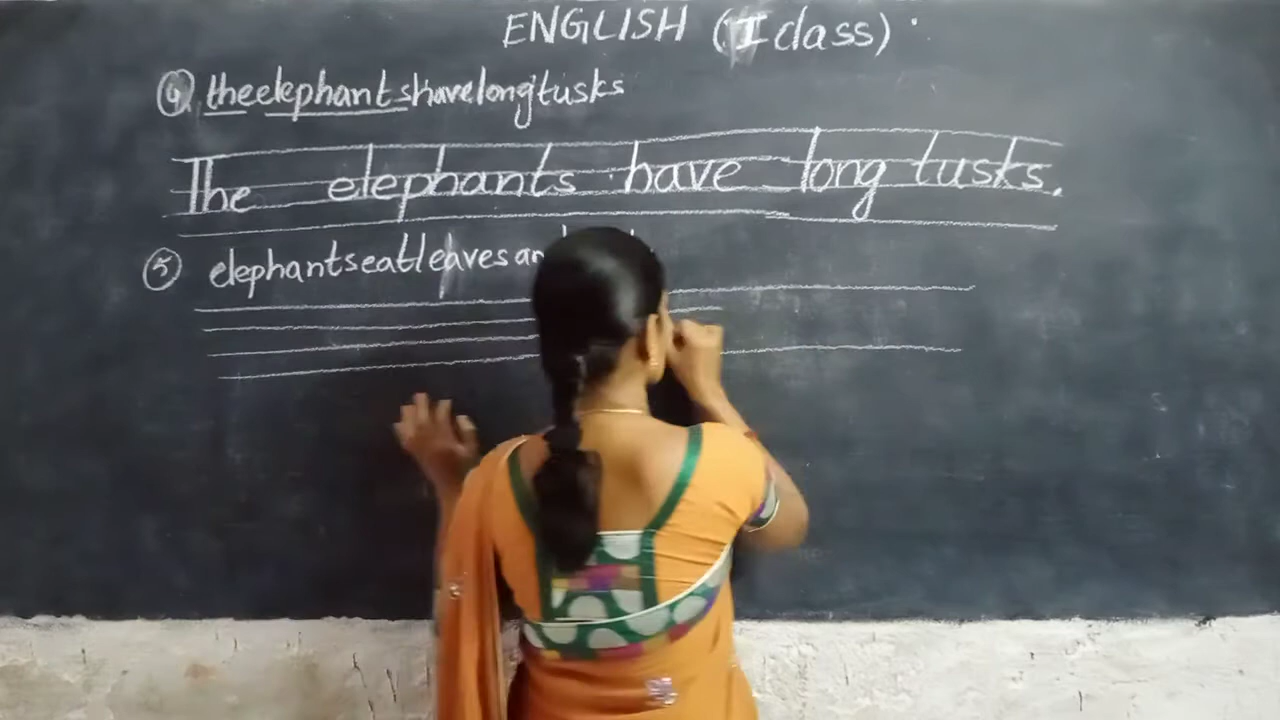 ENGLISH (I class)
④ theelephantshavelongtusks
The elephants have long tusks.
⑤ elephantseatleavesan